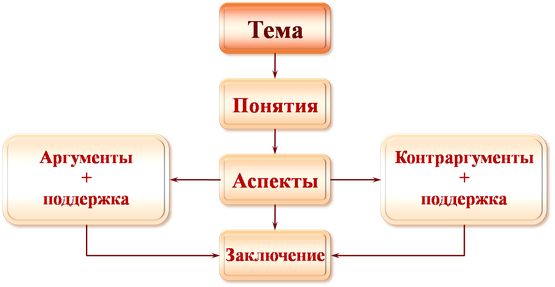 Тема
Понятия
Аргументы
+
поддержка
Аспекты
Контраргументы
+
поддержка
Заключение